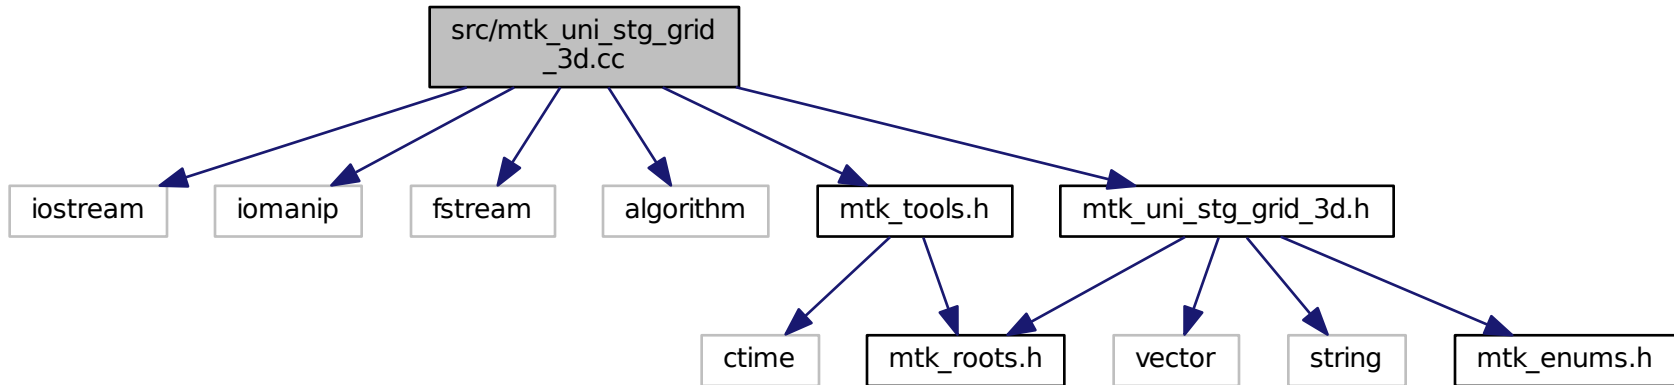 src/mtk_uni_stg_grid
_3d.cc
iostream
iomanip
fstream
algorithm
mtk_tools.h
mtk_uni_stg_grid_3d.h
ctime
mtk_roots.h
vector
string
mtk_enums.h